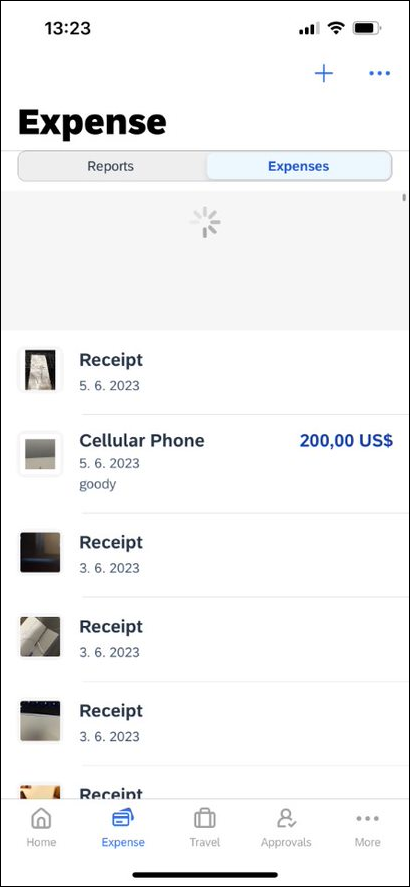 13:23
Expense
Reports
Expenses
Receipt
5. 6. 2023
Cellular Phone 200,00 US$
5. 6. 2023
goody
Receipt
3. 6. 2023
Receipt
3. 6. 2023
Receipt
3. 6. 2023
Receipt
Home
Expense
Travel
Approvals
More